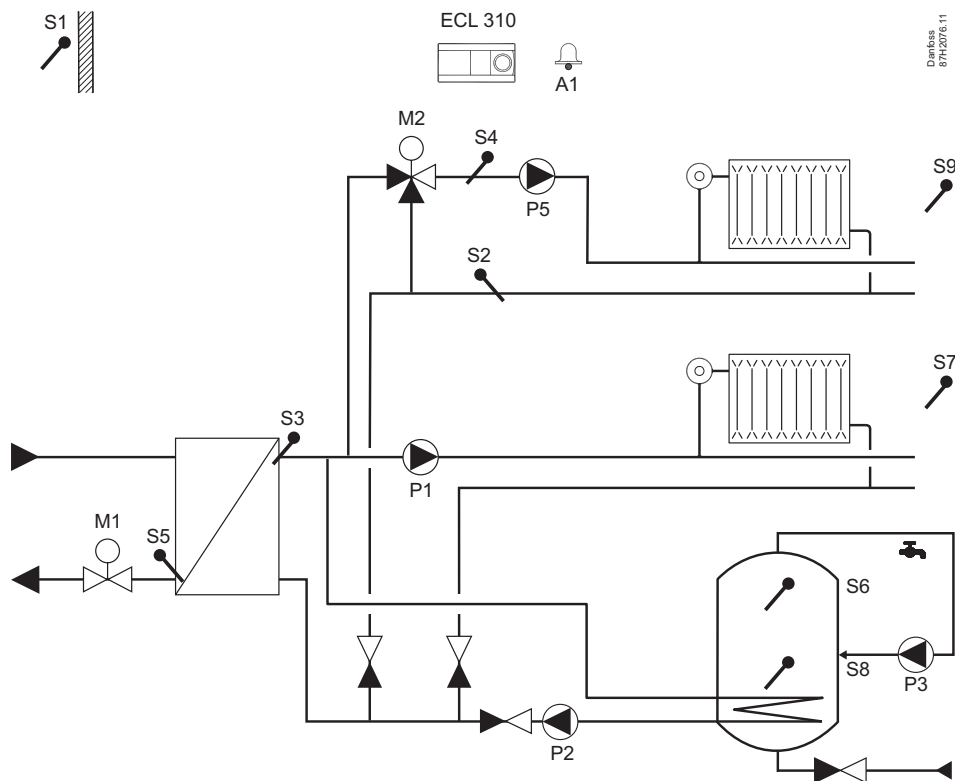 S1
ECL 310
A1
Danfoss
87H2076.11
M2
S4
P5
S9
S2
S7
S3
P1
M1
S5
S6
S8
P3
P2